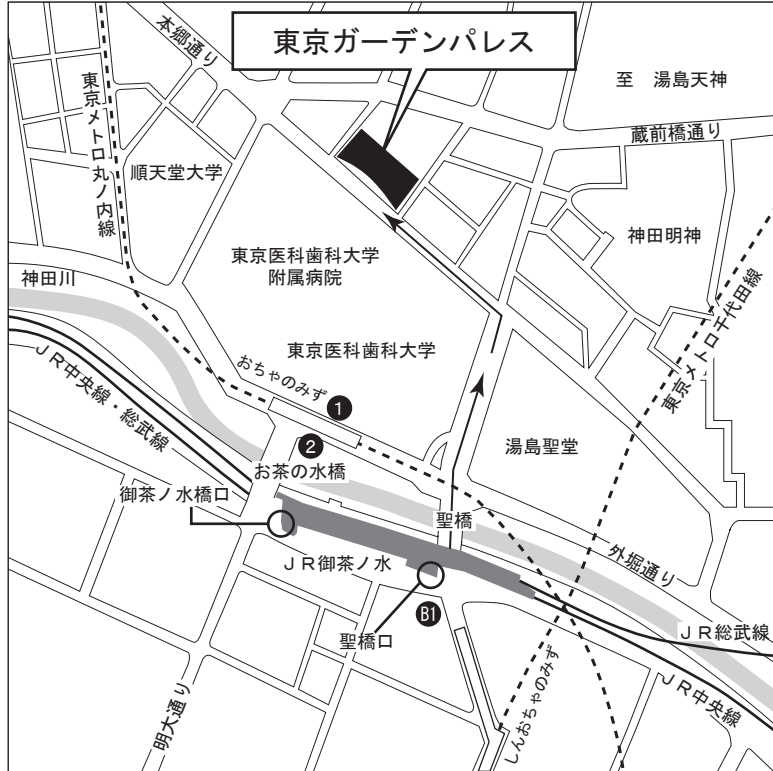 東京ガーデンパレス
本郷通り
至 湯島天神
蔵前橋通り
東京メトロ丸ノ内線
順天堂大学
神田明神
東京医科歯科大学
附属病院
神田川
東京メトロ千代田線
東京医科歯科大学
JR中央線・総武線
おちゃのみず
1
湯島聖堂
2
お茶の水橋
御茶ノ水橋口
聖橋
外堀通り
JR御茶ノ水
B1
聖橋口
JR総武線
しんおちゃのみず
JR中央線
明大通り